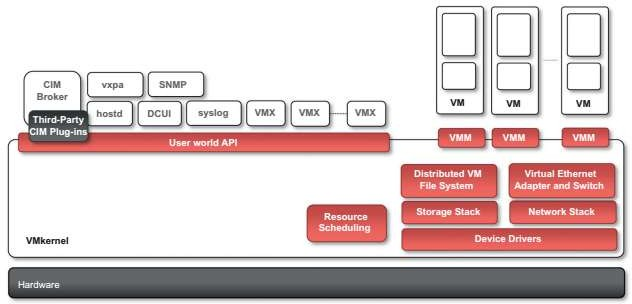 CIM
Broker
vxpa
SNMP
Third-Party
CIM Plug-ins
hostd
DCUI
syslog
VMX
VMX
VMX
VM
VM
VM
User world API
VMM
VMM
VMM
Distributed VM
File System
Virtual Ethernet
Adapter and Switch
Resource
Scheduling
Storage Stack
Network Stack
Device Drivers
VMkernel
Hardware